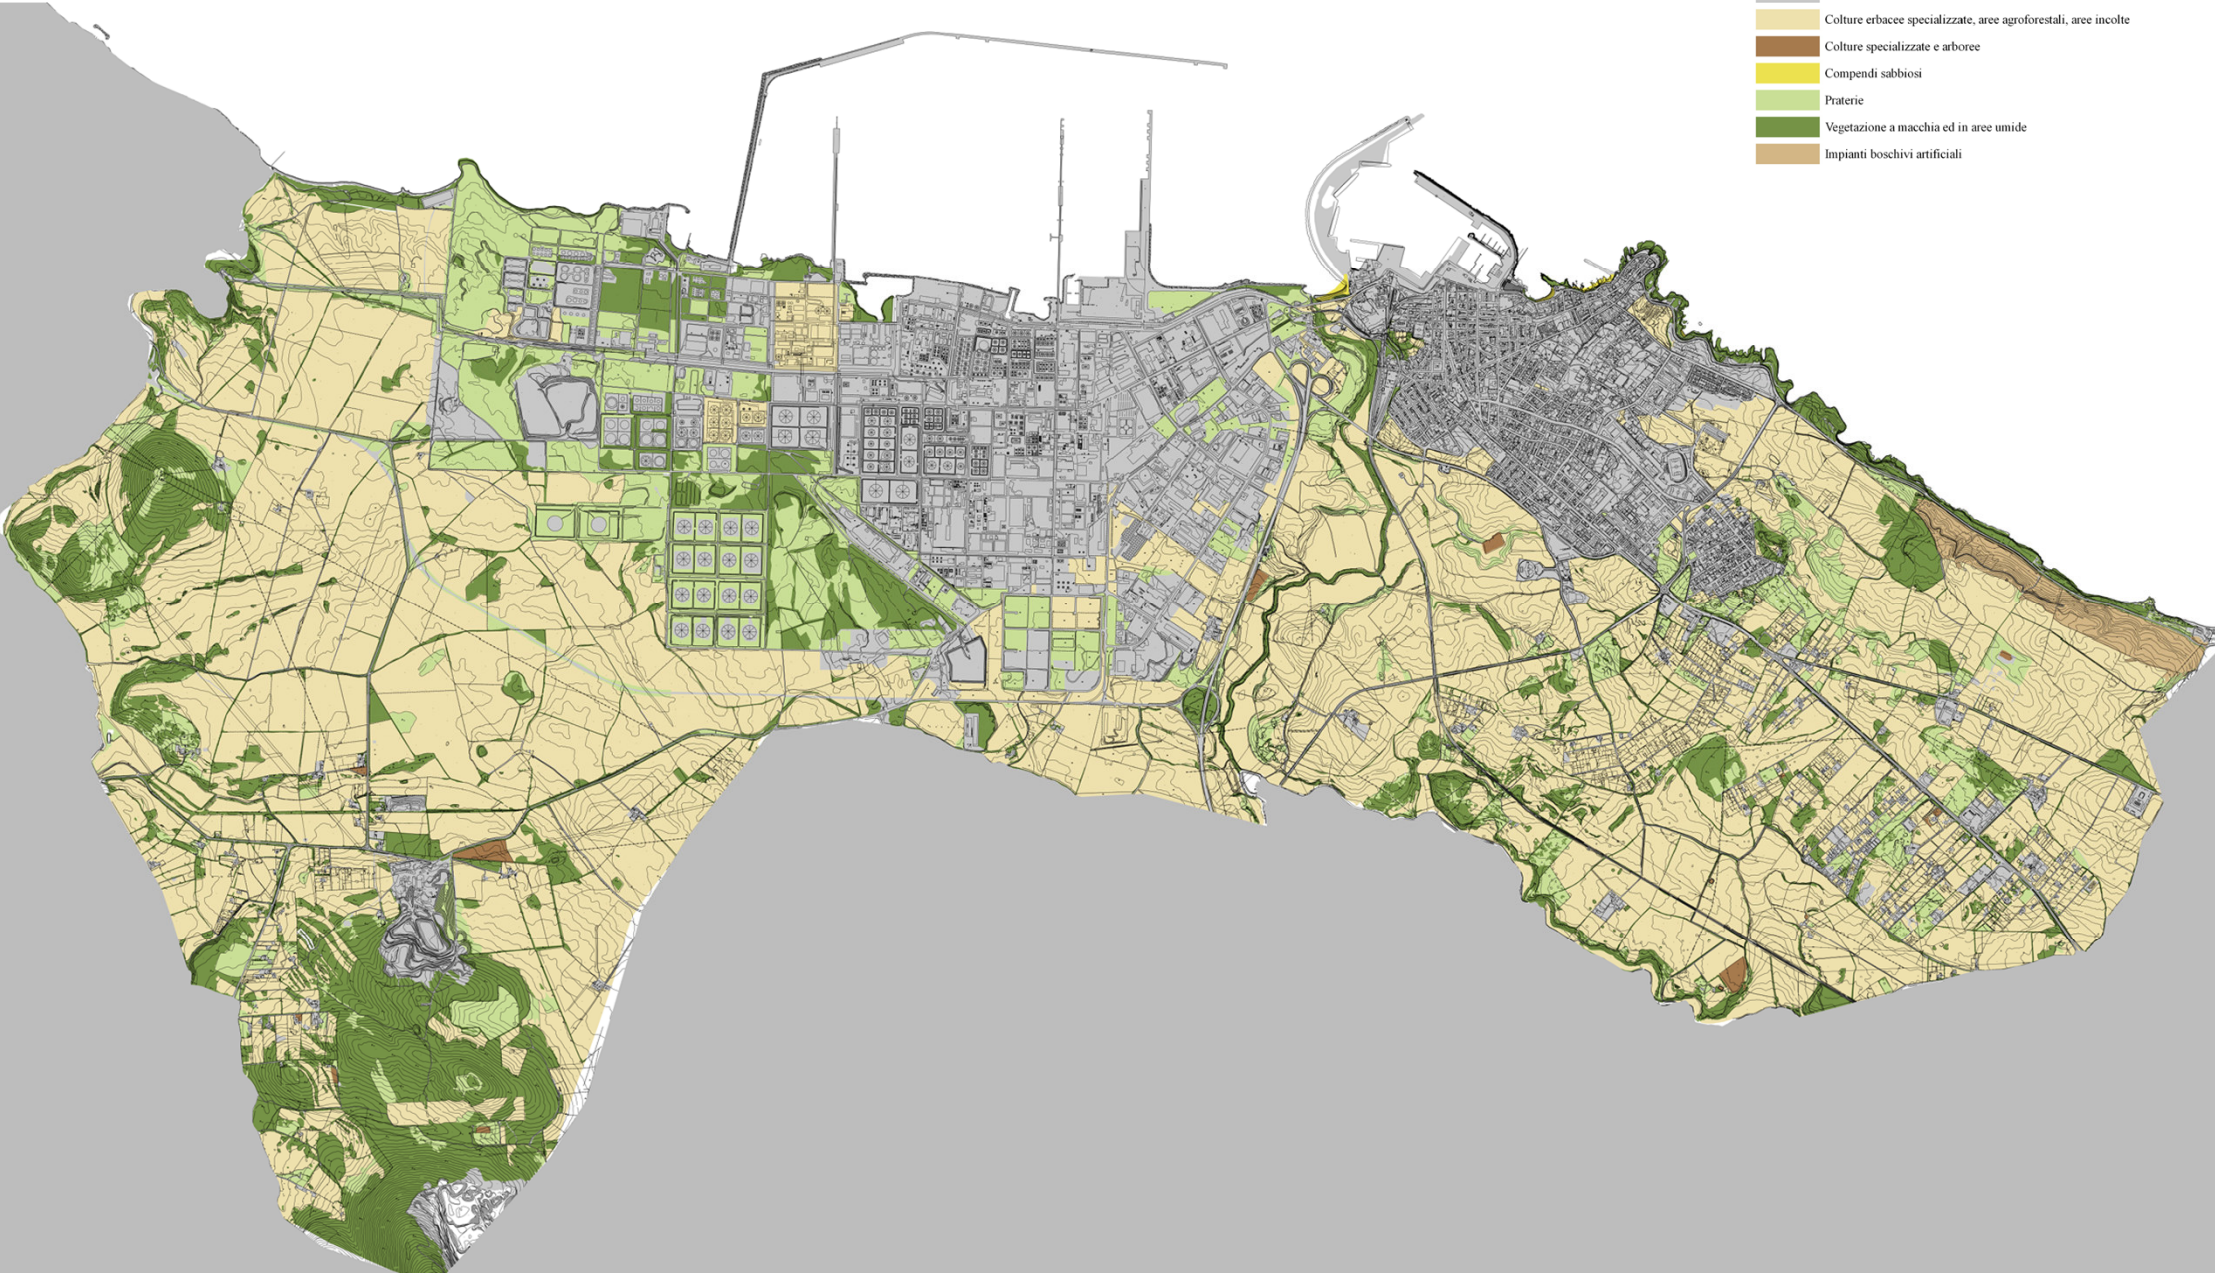 Colture erbacee specializzate, aree agroforestali, aree incolte
Colture specializzate e arboree
Compendi sabbiosi
Praterie
Vegetazione a macchia ed in aree umide
Impianti boschivi artificiali